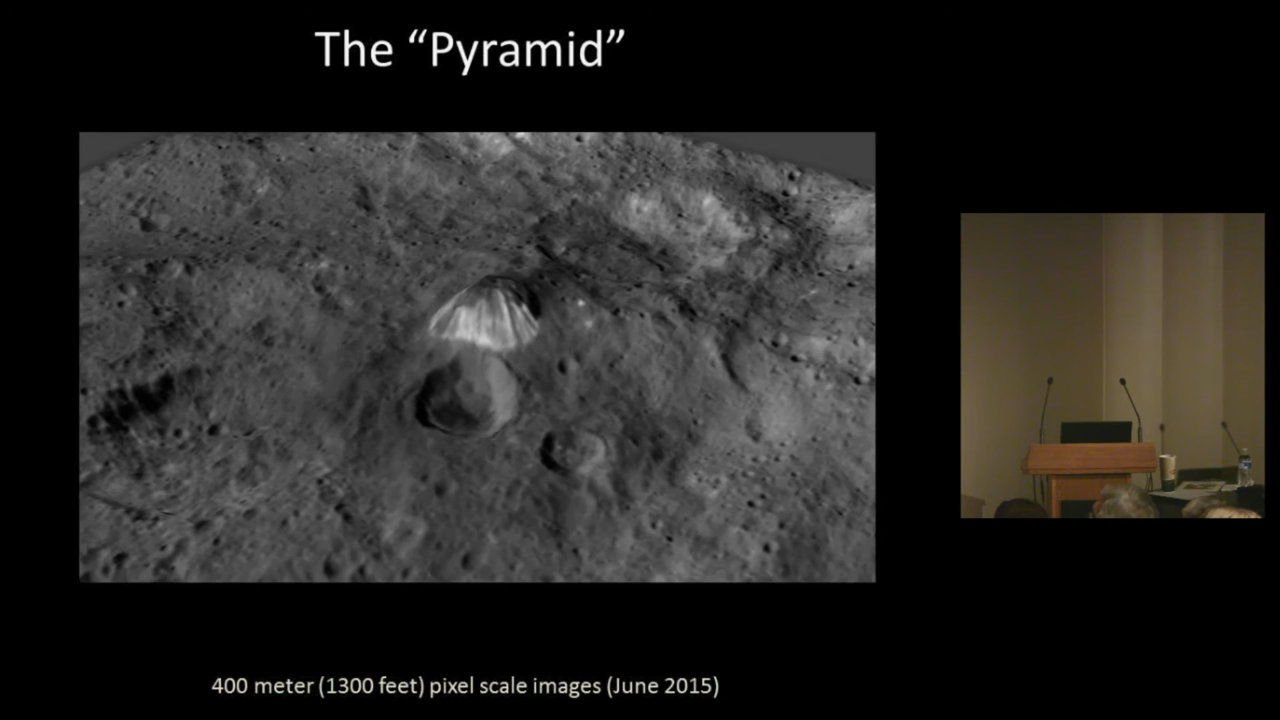 The “Pyramid”
400 meter (1300 feet) pixel scale images (June 2015)